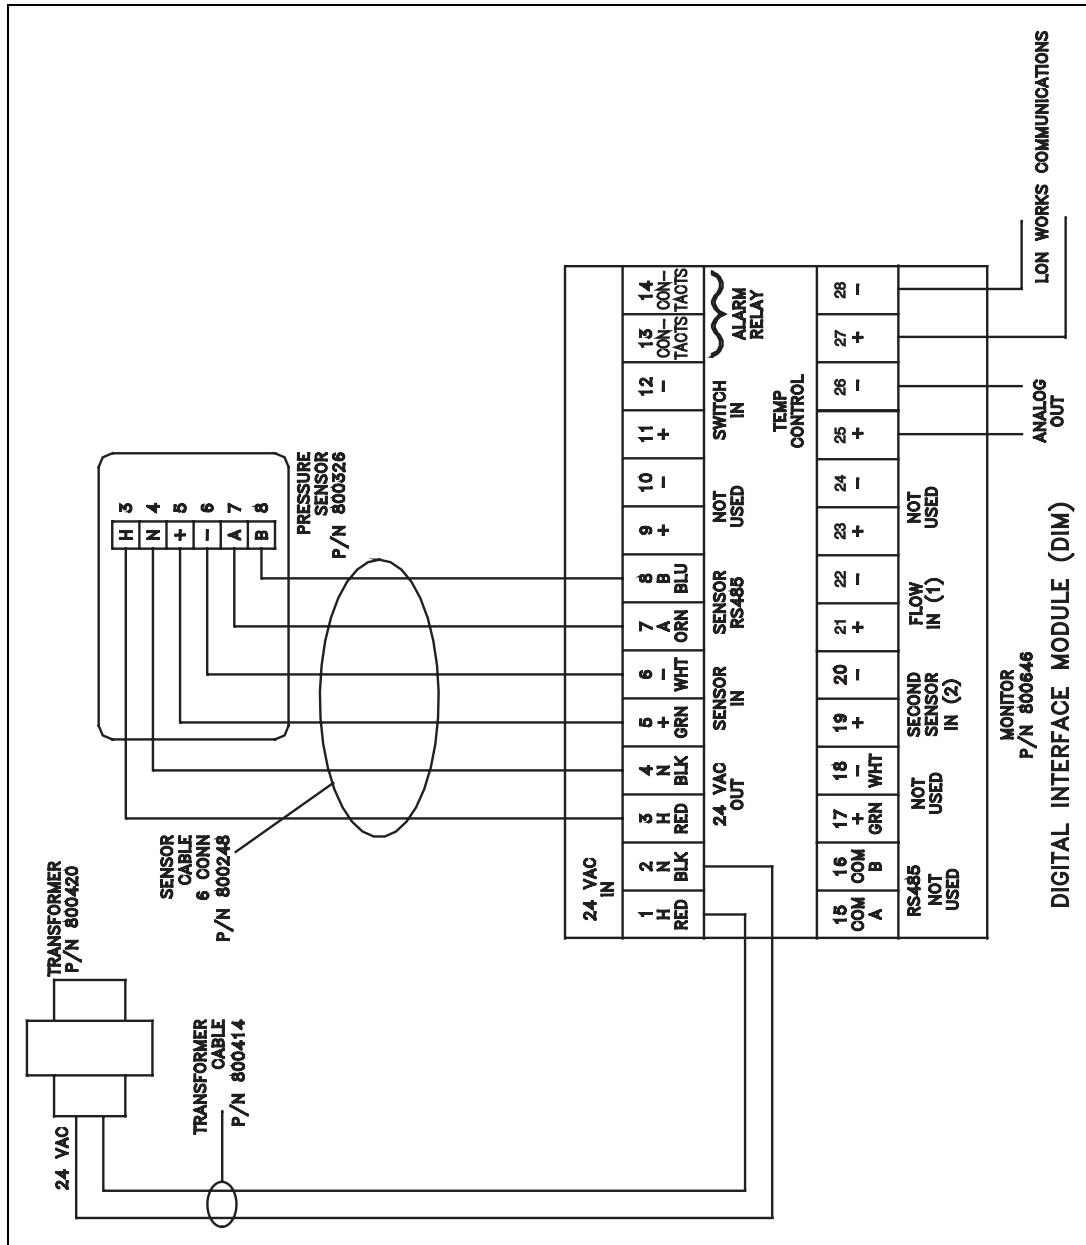 TRANSFORMER
P/N 800420
24 VAC
TRANSFORMER
CABLE
P/N 800414
SENSOR
CABLE
6 CONN
P/N 800248
3 4 5 6 7 8
H N + - A B
PRESSURE
SENSOR
P/N 800326
24 VAC
IN
1 2 3 4 5 6 7 8 9 10 11 12 13 14
H N H N + - A B + - + - CON- CON-
RED BLK RED BLK GRN WHT ORN BLU TACTS TACTS
24 VAC
OUT
SENSOR
IN
SENSOR
RS485
NOT
USED
SWITCH
IN
ALARM
RELAY
TEMP
CONTROL
15 16 17 18 19 20 21 22 23 24 25 26 27 28
COM COM + - + - + - + - + - + -
A B GRN WHT
RS485
NOT
USED
NOT
USED
SECOND
SENSOR
IN (2)
FLOW
IN (1)
NOT
USED
MONITOR
P/N 800646
ANALOG
OUT
LON WORKS COMMUNICATIONS
DIGITAL INTERFACE MODULE (DIM)